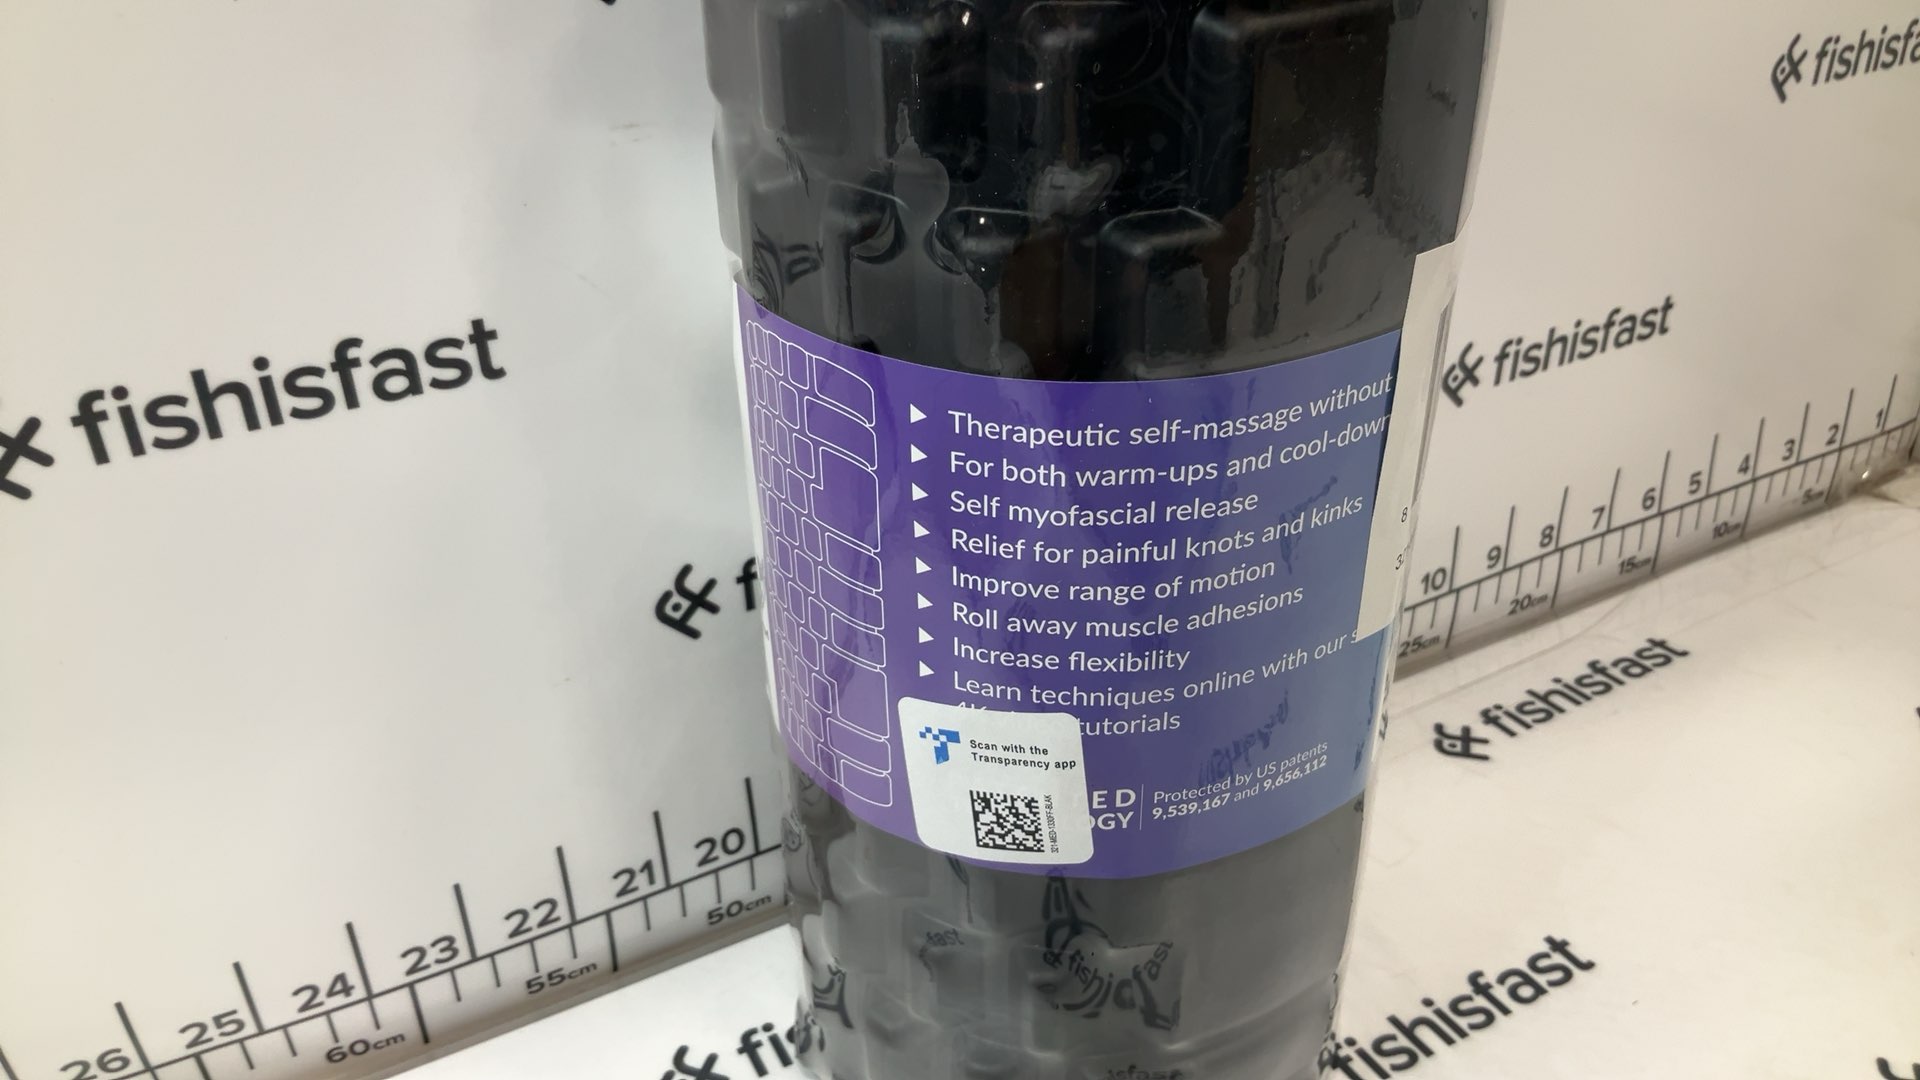 fishisfast
fishisfast
fishisfast
Therapeutic self-massage without
For both warm-ups and cool-down
Self myofascial release
Relief for painful knots and kinks
Improve range of motion
Roll away muscle adhesions
Increase flexibility
Learn techniques online with our
tutorials
Scan with the
Transparency app
Protected by US patents
9,539,167 and 9,656,112
1 2 3 4 5 6 7 8 9 10
5cm 10cm 15cm 20cm 25cm
20 21 22 23 24 25 26
50cm 55cm 60cm
fishisfast
fishisfast